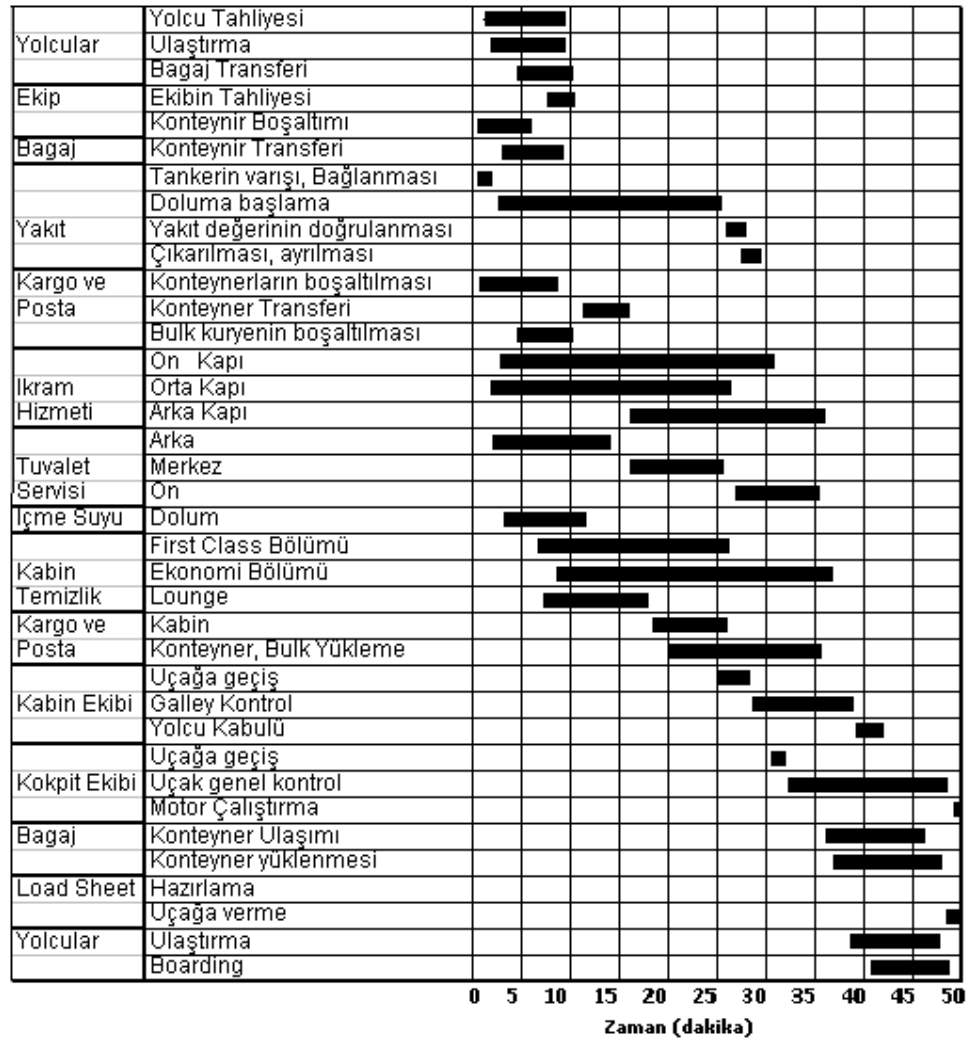 Yolcu Tahliyesi
Yolcular Ulaştırma
Bagaj Transferi
Ekip Ekibin Tahliyesi
Konteynir Boşaltımı
Bagaj Konteynir Transferi
Tankerin varışı, Bağlanması
Doluma başlama
Yakıt Yakıt değerinin doğrulanması
Çıkarılması, ayrılması
Kargo ve Konteynerların boşaltılması
Posta Konteyner Transferi
Bulk kuryenin boşaltılması
On Kapı
Ikram Orta Kapı
Hizmeti Arka Kapı
Arka
Tuvalet Merkez
Servisi On
Içme Suyu Dolum
First Class Bölümü
Kabin Ekonomi Bölümü
Temizlik Lounge
Kargo ve Kabin
Posta Konteyner, Bulk Yükleme
Uçağa geçiş
Kabin Ekibi Galley Kontrol
Yolcu Kabulü
Uçağa geçiş
Kokpit Ekibi Uçak genel kontrol
Motor Çalıştırma
Bagaj Konteyner Ulaşımı
Konteyner yüklenmesi
Load Sheet Hazırlama
Uçağa verme
Yolcular Ulaştırma
Boarding
0 5 10 15 20 25 30 35 40 45 50
Zaman (dakika)